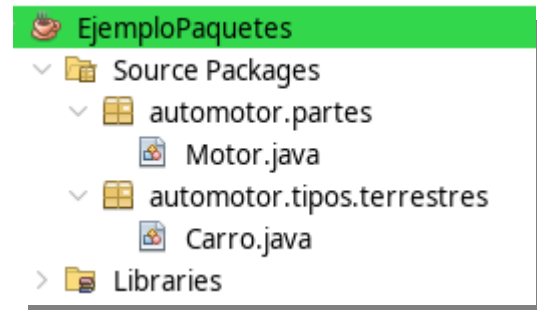 EjemploPaquetes
Source Packages
automotor.partes
Motor.java
automotor.tipos.terrestres
Carro.java
Libraries